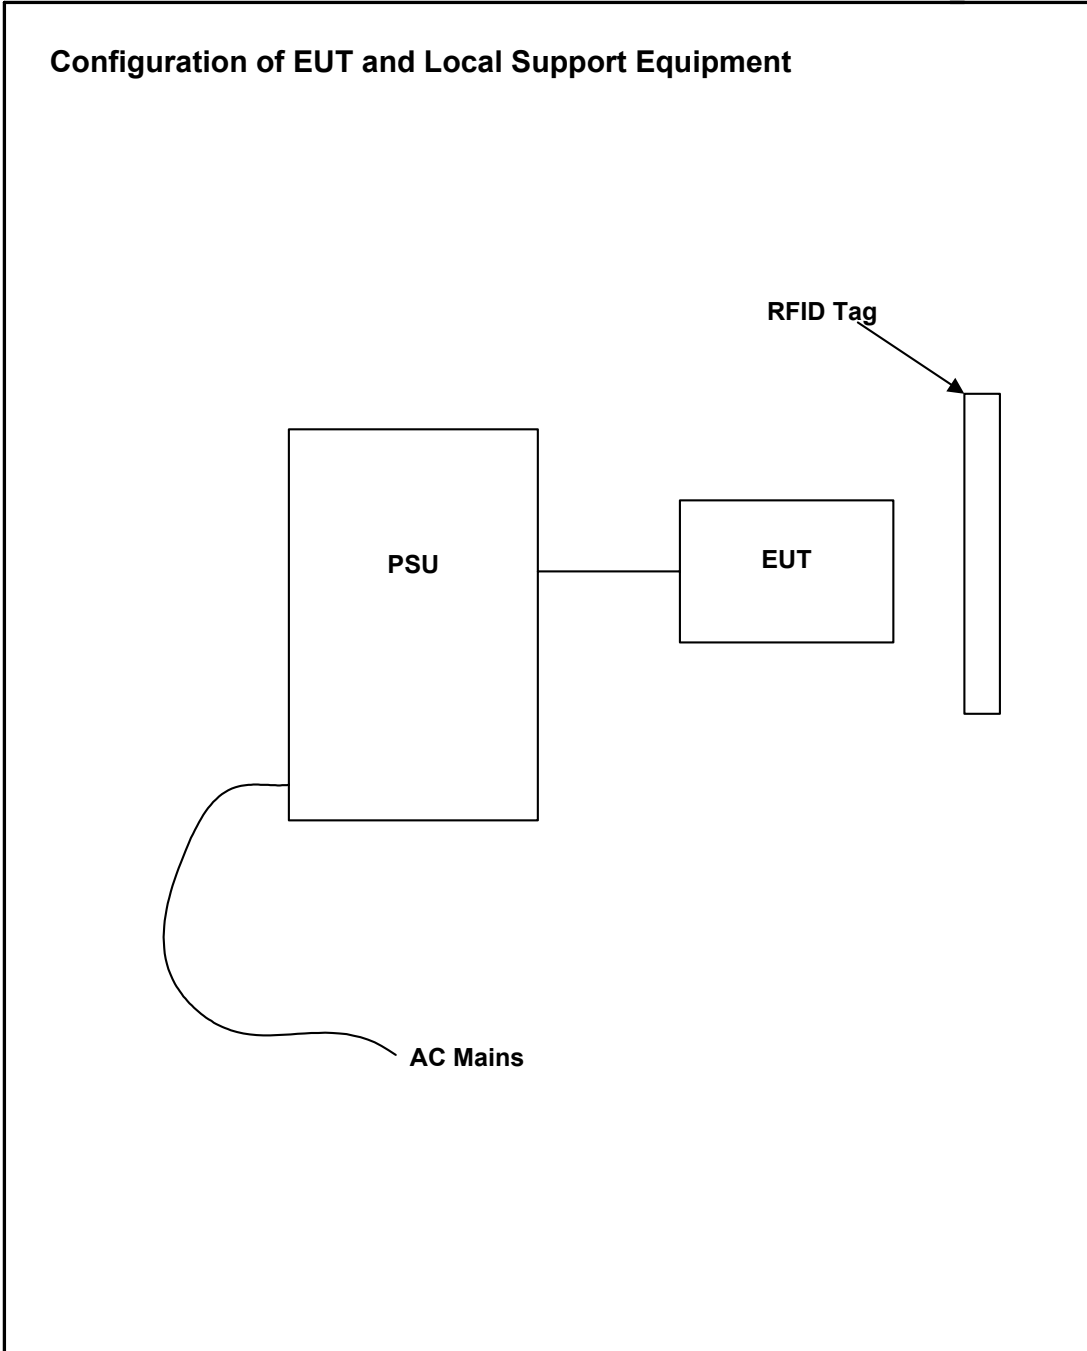 Configuration of EUT and Local Support Equipment
RFID Tag
PSU
EUT
AC Mains